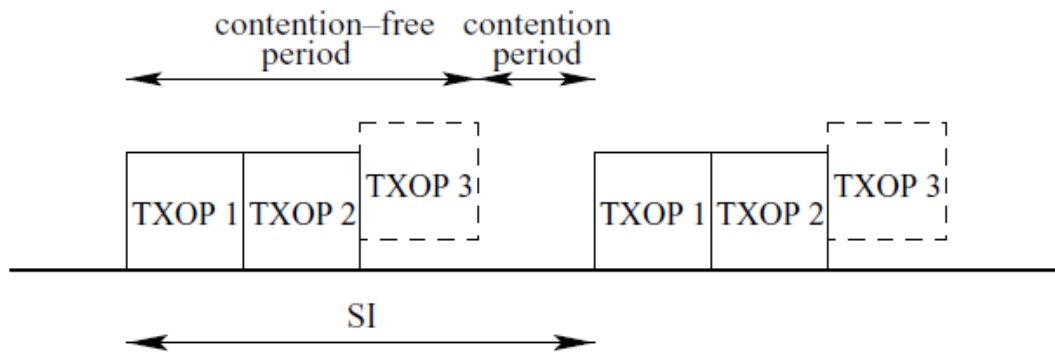 contention–free period
contention period
TXOP 1
TXOP 2
TXOP 3
TXOP 1
TXOP 2
TXOP 3
SI